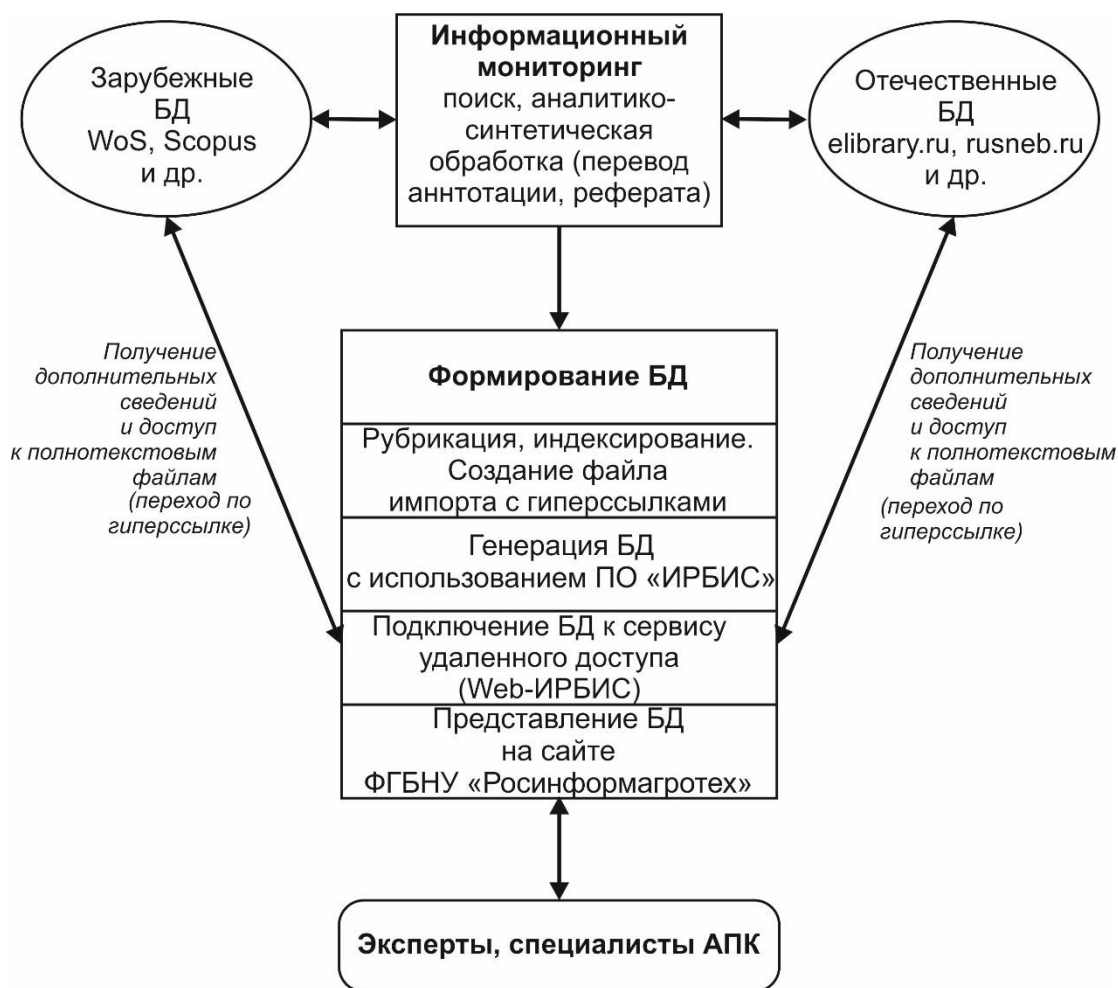 Зарубежные
БД
WoS, Scopus
и др.
Информационный
мониторинг
поиск, аналитико-
синтетическая
обработка (перевод
аннтотации, реферата)
Отечественные
БД
elibrary.ru, rusneb.ru
и др.
Получение
дополнительных
сведений
и доступ
к полнотекстовым
файлам
(переход по
гиперссылке)
Формирование БД
Рубрикация, индексирование.
Создание файла
импорта с гиперссылками
Генерация БД
с использованием ПО «ИРБИС»
Подключение БД к сервису
удаленного доступа
(Web-ИРБИС)
Представление БД
на сайте
ФГБНУ «Росинформагротех»
Получение
дополнительных
сведений
и доступ
к полнотекстовым
файлам
(переход по
гиперссылке)
Эксперты, специалисты АПК